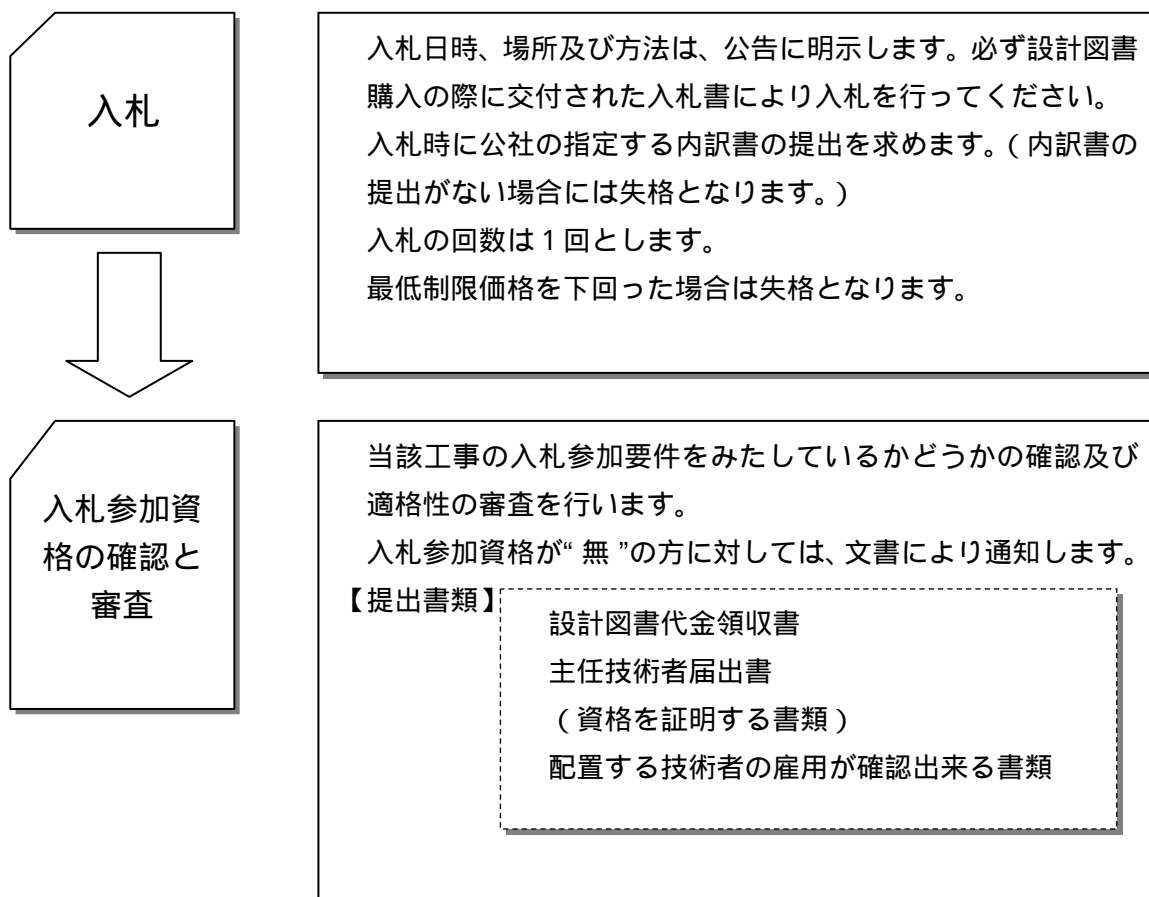 入札
入札日時、場所及び方法は、公告に明示します。必ず設計図書
購入の際に交付された入札書により入札を行ってください。
入札時に公社の指定する内訳書の提出を求めます。(内訳書の
提出がない場合には失格となります。)
入札の回数は1回とします。
最低制限価格を下回った場合は失格となります。
入札参加資
格の確認と
審査
当該工事の入札参加要件をみたしているかどうかの確認及び
適格性の審査を行います。
入札参加資格が“無”の方に対しては、文書により通知します。
【提出書類】
設計図書代金領収書
主任技術者届出書
(資格を証明する書類)
配置する技術者の雇用が確認出来る書類